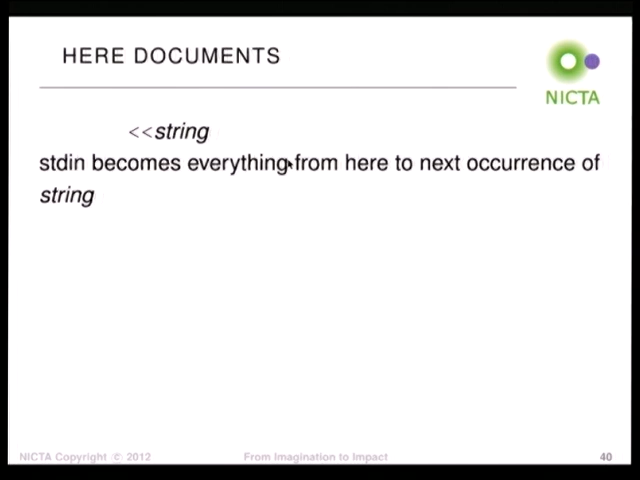 HERE DOCUMENTS
NICTA
<<string
stdin becomes everything from here to next occurrence of
string
NICTA Copyright © 2012 From Imagination to Impact 40